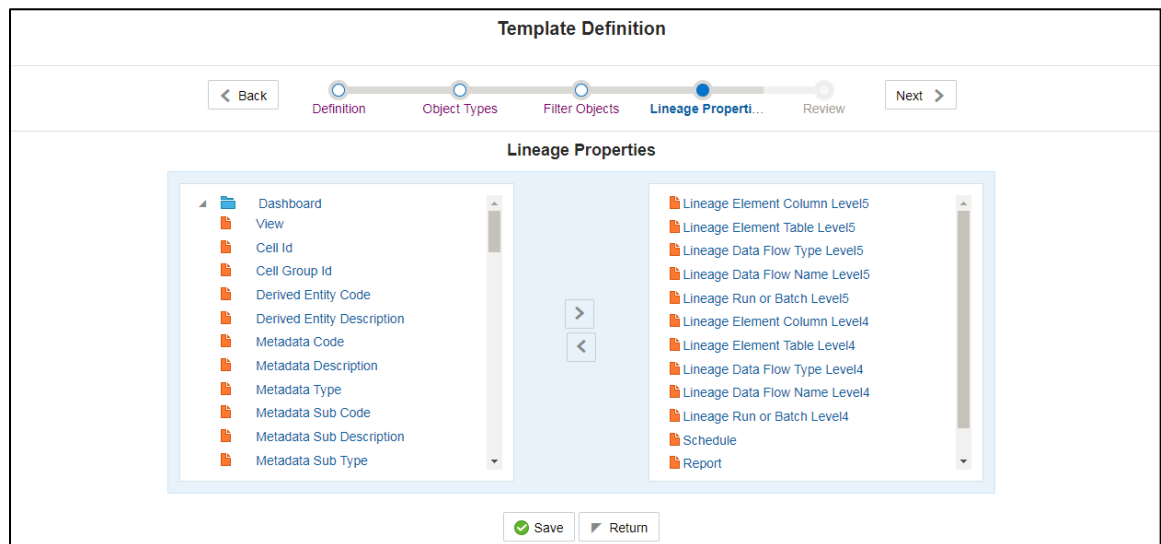 Template Definition
Back
Definition
Object Types
Filter Objects
Lineage Properti...
Review
Next
Lineage Properties
Dashboard
View
Cell Id
Cell Group Id
Derived Entity Code
Derived Entity Description
Metadata Code
Metadata Description
Metadata Type
Metadata Sub Code
Metadata Sub Description
Metadata Sub Type
Lineage Element Column Level5
Lineage Element Table Level5
Lineage Data Flow Type Level5
Lineage Data Flow Name Level5
Lineage Run or Batch Level5
Lineage Element Column Level4
Lineage Element Table Level4
Lineage Data Flow Type Level4
Lineage Data Flow Name Level4
Lineage Run or Batch Level4
Schedule
Report
Save
Return